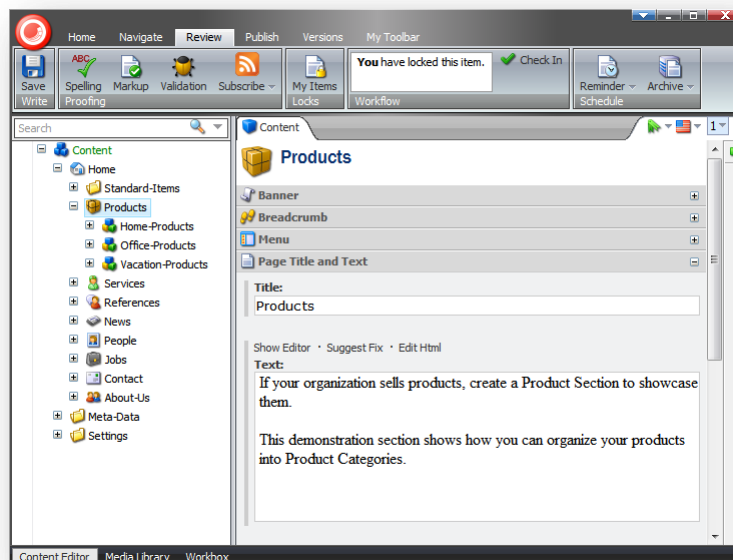 Home Navigate Review Publish Versions My Toolbar
ABC
You have locked this item.
Check In
Save Spelling Markup Validation Subscribe My Items Reminder Archive
Write Proofing Locks Workflow Schedule
Search
Content
1
Content
Products
Home
Standard-Items
Banner
Products
Breadcrumb
Home-Products
Menu
Office-Products
Page Title and Text
Vacation-Products
Services
Title:
References
Products
News
People
Show Editor · Suggest Fix · Edit Html
Jobs
Text:
Contact
If your organization sells products, create a Product Section to showcase
About-Us
them.
Meta-Data
Settings
This demonstration section shows how you can organize your products
into Product Categories.
Content Editor Media Library Workbox